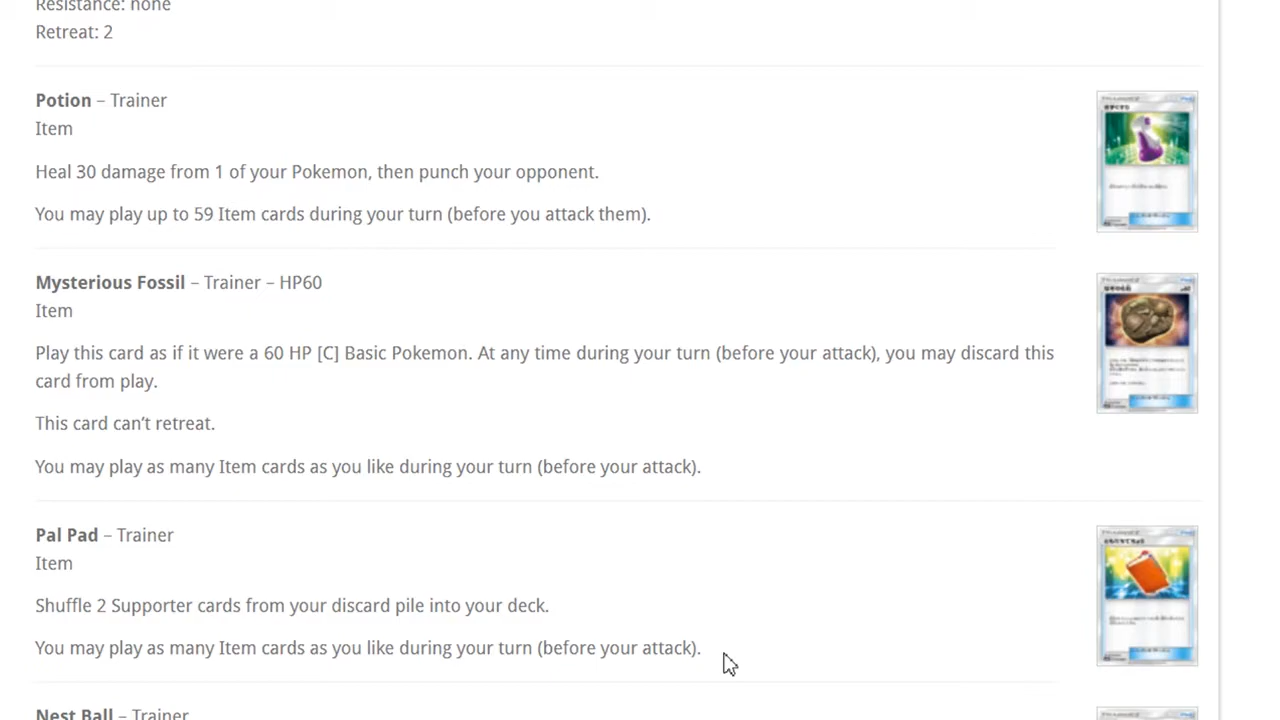 Resistance: none
Retreat: 2
Potion – Trainer
Item
Heal 30 damage from 1 of your Pokemon, then punch your opponent.
You may play up to 59 Item cards during your turn (before you attack them).
Mysterious Fossil – Trainer – HP60
Item
Play this card as if it were a 60 HP [C] Basic Pokemon. At any time during your turn (before your attack), you may discard this
card from play.
This card can’t retreat.
You may play as many Item cards as you like during your turn (before your attack).
Pal Pad – Trainer
Item
Shuffle 2 Supporter cards from your discard pile into your deck.
You may play as many Item cards as you like during your turn (before your attack).
Nest Ball – Trainer